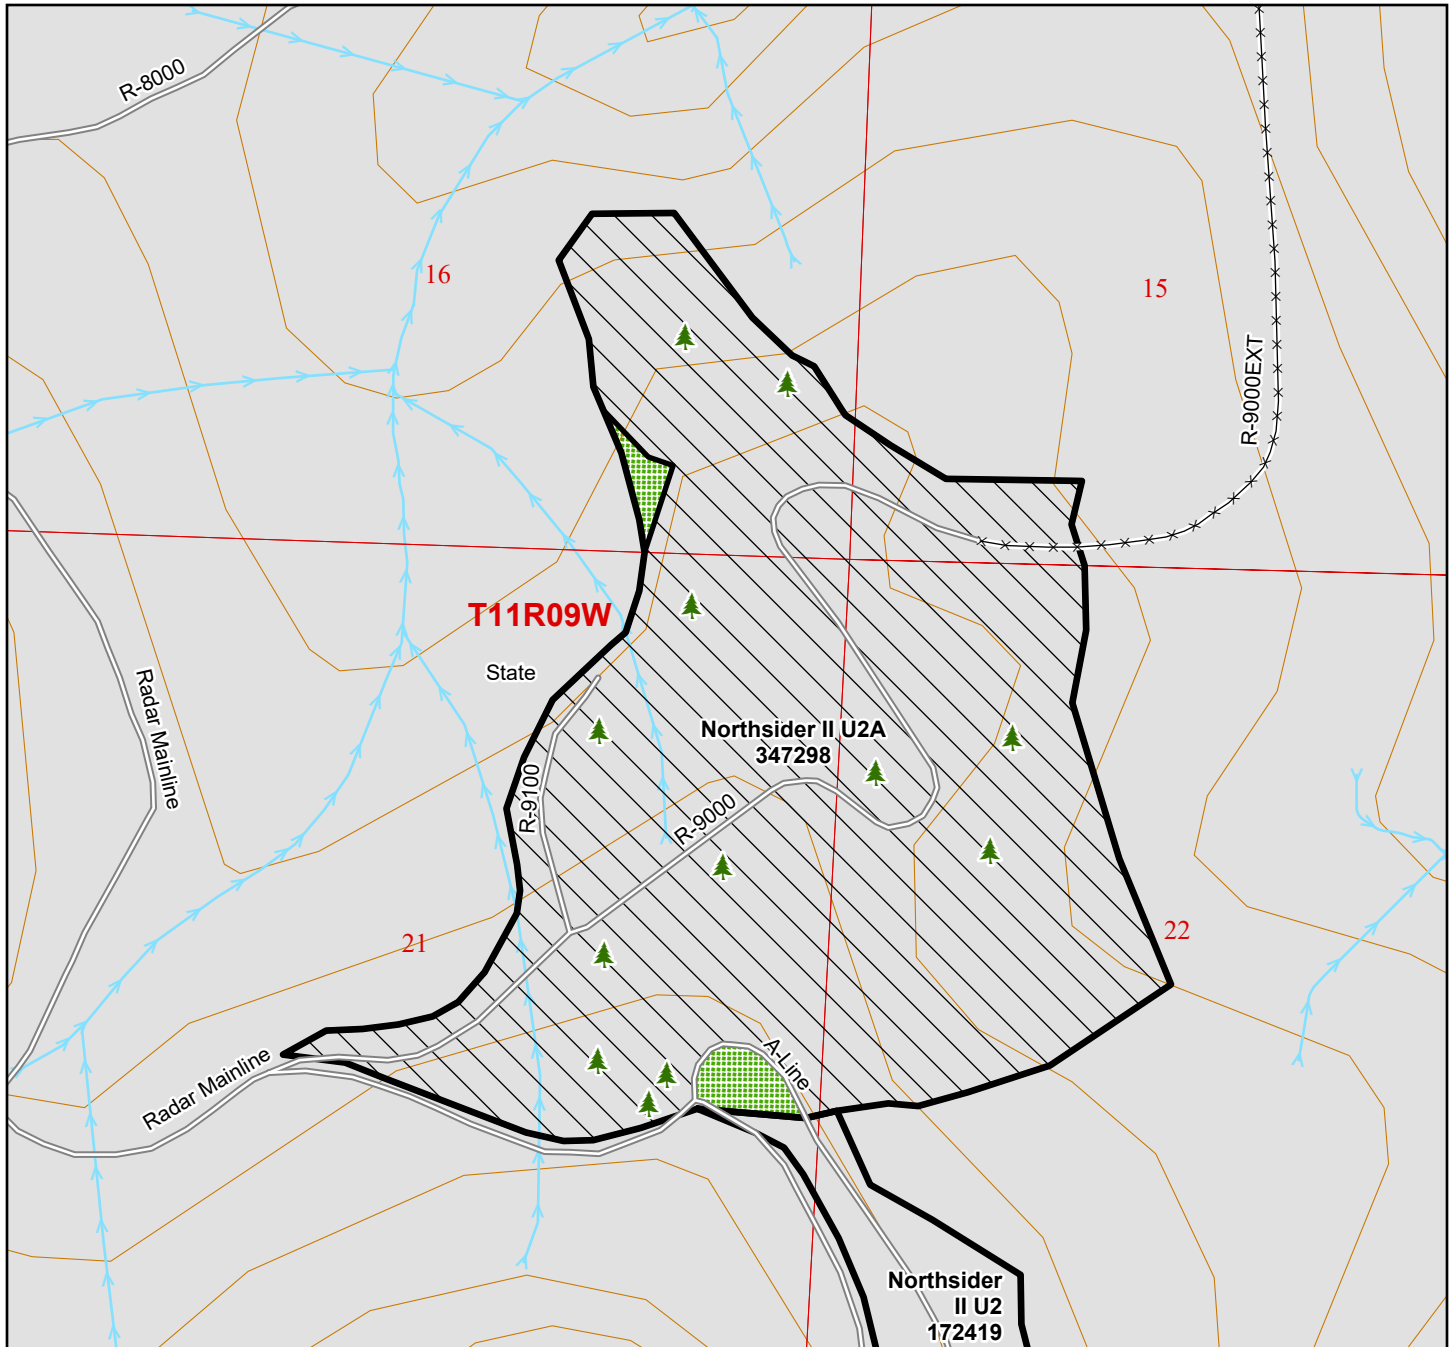 R-8000
16
15
R-9000EXT
T11R09W
State
Radar Mainline
Northsider II U2A
347298
R-9100
R-9000
21
22
A-Line
Radar Mainline
Northsider
II U2
172419